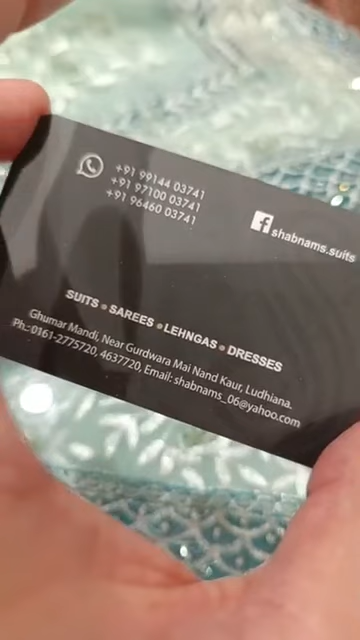 +91 99144 03741
+91 97100 03741
+91 96460 03741
shabnams.suits
SUITS • SAREES • LEHNGAS • DRESSES
Ghumar Mandi, Near Gurdwara Mai Nand Kaur, Ludhiana.
Ph.:0161-2775720, 4637720, Email: shabnams_06@yahoo.com